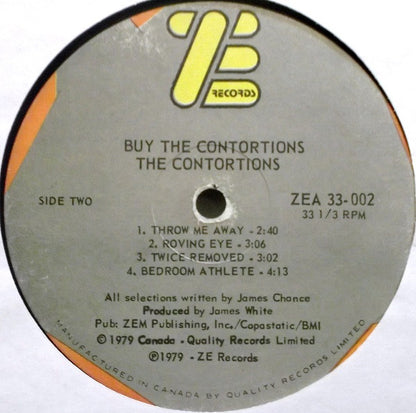 ZE
RECORDS
BUY THE CONTORTIONS
THE CONTORTIONS
SIDE TWO
ZEA 33-002
33 1/3 RPM
1. THROW ME AWAY - 2:40
2. ROVING EYE - 3:06
3. TWICE REMOVED - 3:02
4. BEDROOM ATHLETE - 4:13
All selections written by James Chance
Produced by James White
Pub: ZEM Publishing, Inc./Copastatic/BMI
©1979 Canada - Quality Records Limited
℗1979 - ZE Records
MANUFACTURED IN CANADA BY QUALITY RECORDS LIMITED